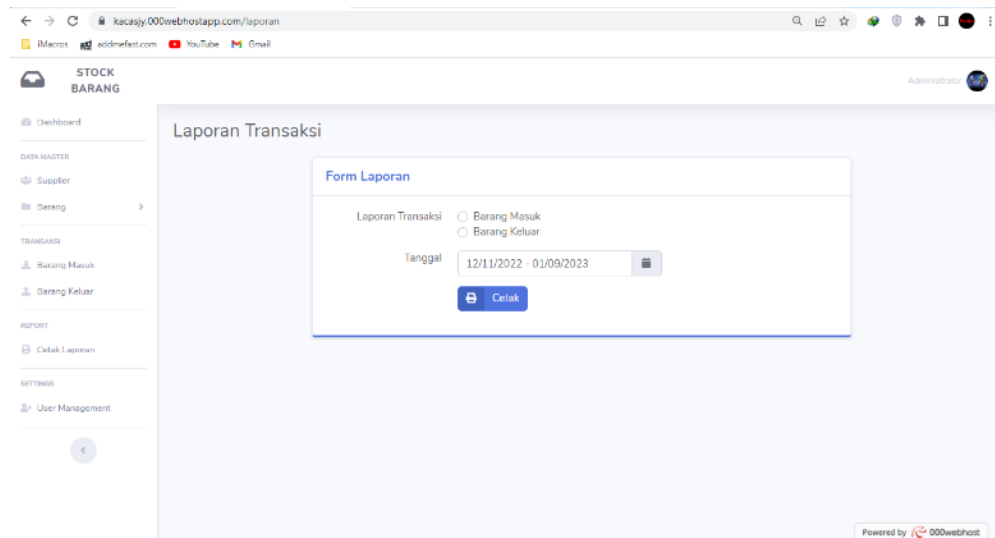 kacasjy.000webhostapp.com/laporan
iMacros addmefast.com YouTube Gmail
STOCK
BARANG
Administrator
Dashboard
Laporan Transaksi
DATA MASTER
Supplier
Barang
TRANSAKSI
Barang Masuk
Barang Keluar
REPORT
Cetak Laporan
SETTINGS
User Management
Form Laporan
Laporan Transaksi Barang Masuk
Barang Keluar
Tanggal 12/11/2022 - 01/09/2023
Cetak
Powered by 000webhost